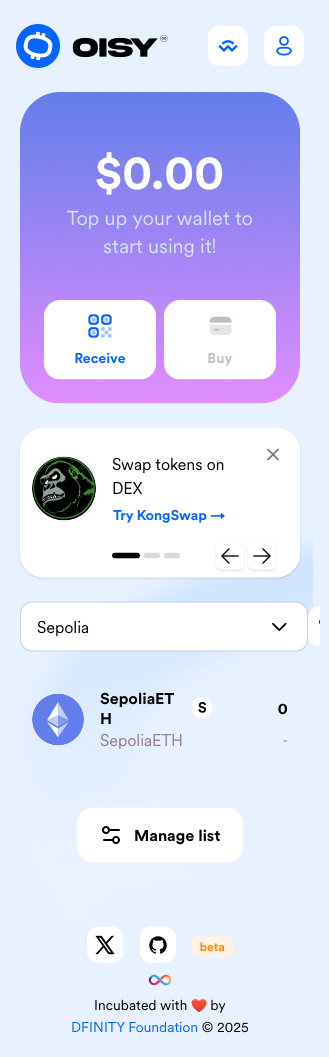 OISY
$0.00
Top up your wallet to
start using it!
Receive
Buy
Swap tokens on
DEX
Try KongSwap →
Sepolia
SepoliaET
H
S
0
SepoliaETH
-
Manage list
beta
Incubated with ❤️ by
DFINITY Foundation © 2025